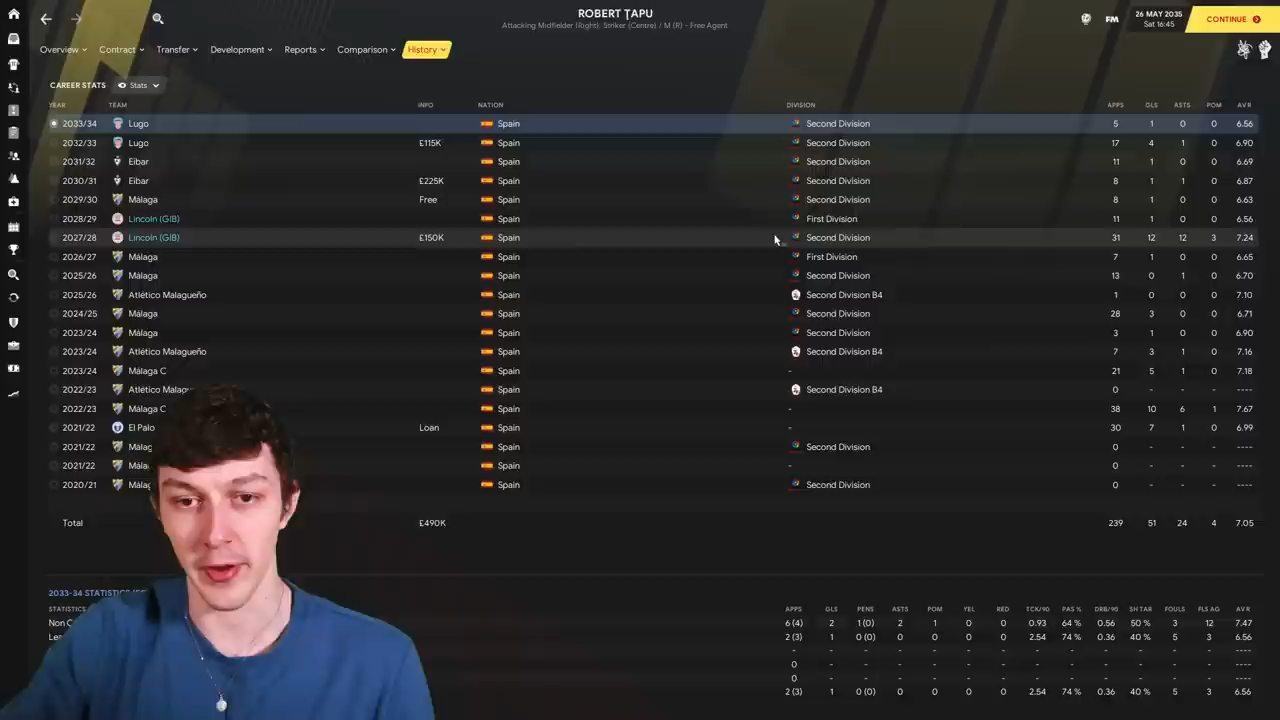 ROBERT ȚAPU
Attacking Midfielder (Right), Striker (Centre) / M (R) - Free Agent
FM
26 MAY 2035
Sat 16:45
CONTINUE
Overview
Contract
Transfer
Development
Reports
Comparison
History
CAREER STATS Stats
YEAR TEAM INFO NATION DIVISION APPS GLS ASTS POM AV R
2033/34 Lugo Spain Second Division 5 1 0 0 6.56
2032/33 Lugo £115K Spain Second Division 17 4 1 0 6.90
2031/32 Eibar Spain Second Division 11 1 0 0 6.69
2030/31 Eibar £225K Spain Second Division 8 1 1 0 6.87
2029/30 Málaga Free Spain Second Division 8 1 0 0 6.63
2028/29 Lincoln (GIB) Spain First Division 11 1 0 0 6.56
2027/28 Lincoln (GIB) £150K Spain Second Division 31 12 12 3 7.24
2026/27 Málaga Spain First Division 7 1 0 0 6.65
2025/26 Málaga Spain Second Division 13 0 1 0 6.70
2025/26 Atlético Malagueño Spain Second Division B4 1 0 0 0 7.10
2024/25 Málaga Spain Second Division 28 3 0 0 6.71
2023/24 Málaga Spain Second Division 3 1 0 0 6.90
2023/24 Atlético Malagueño Spain Second Division B4 7 3 1 0 7.16
2023/24 Málaga C Spain - 21 5 1 0 7.18
2022/23 Atlético Malagu Spain Second Division B4 0 - - - ----
2022/23 Málaga C Spain - 38 10 6 1 7.67
2021/22 El Palo Loan Spain - 30 7 1 0 6.99
2021/22 Málag Spain Second Division 0 - - - ----
2021/22 Mála Spain - 0 - - - ----
2020/21 Málag Spain Second Division 0 - - - ----
Total £490K 239 51 24 4 7.05
2033-34 STATISTICS
STATISTICS APPS GLS PENS ASTS POM YEL RED TCK/90 PAS % DRB/90 SH TAR FOULS FLS AG AV R
Non C 6 (4) 2 1 (0) 2 1 0 0 0.93 64 % 0.56 50 % 3 12 7.47
Lea 2 (3) 1 0 (0) 0 0 0 0 2.54 74 % 0.36 40 % 5 3 6.56
- - - - - - - - - - - - - -
0 - - - - - - - - - - - - ----
0 - - - - - - - - - - - - ----
2 (3) 1 0 (0) 0 0 0 0 2.54 74 % 0.36 40 % 5 3 6.56